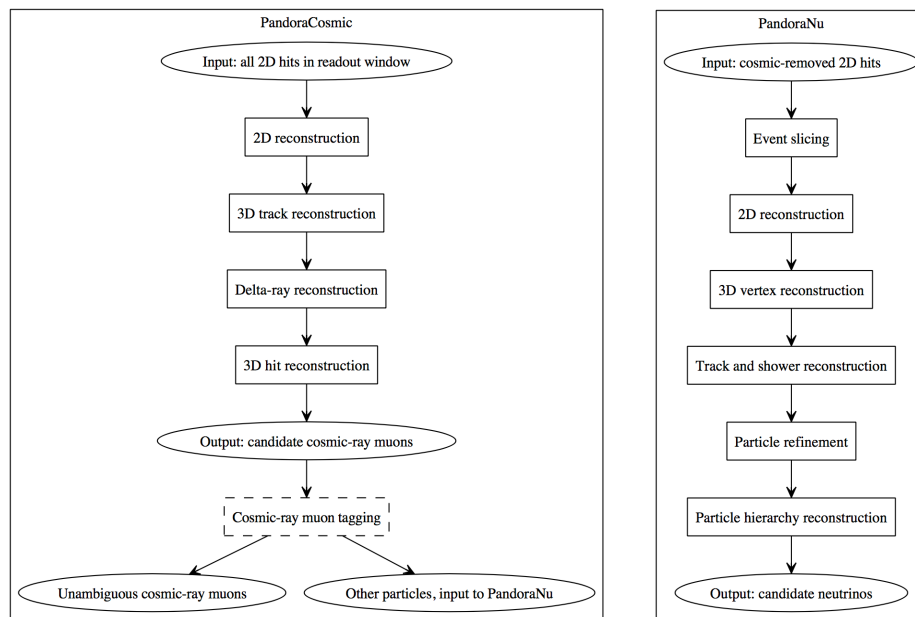 PandoraCosmic
Input: all 2D hits in readout window
2D reconstruction
3D track reconstruction
Delta-ray reconstruction
3D hit reconstruction
Output: candidate cosmic-ray muons
Cosmic-ray muon tagging
Unambiguous cosmic-ray muons
Other particles, input to PandoraNu
PandoraNu
Input: cosmic-removed 2D hits
Event slicing
2D reconstruction
3D vertex reconstruction
Track and shower reconstruction
Particle refinement
Particle hierarchy reconstruction
Output: candidate neutrinos